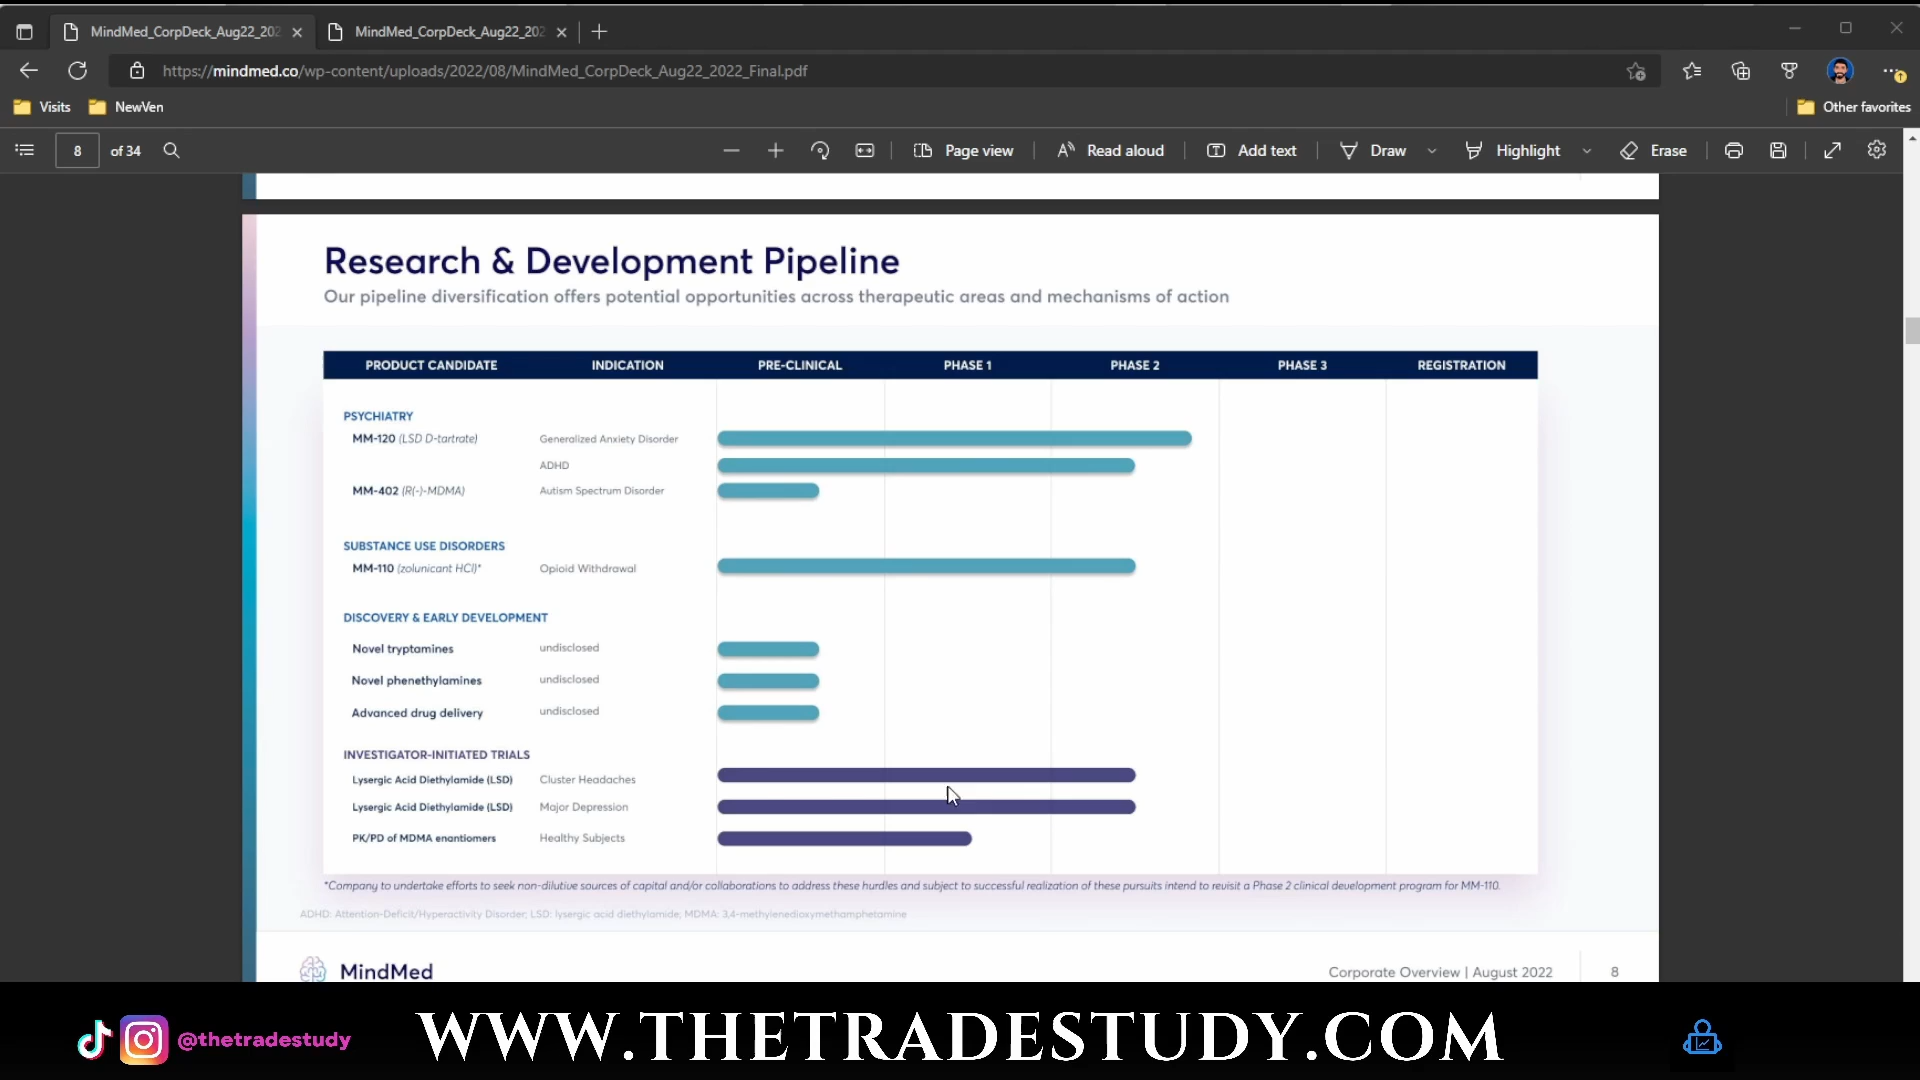 MindMed_CorpDeck_Aug22_202
MindMed_CorpDeck_Aug22_202
https://mindmed.co/wp-content/uploads/2022/08/MindMed_CorpDeck_Aug22_2022_Final.pdf
Visits
NewVen
Other favorites
8 of 34
Page view
Read aloud
Add text
Draw
Highlight
Erase
Research & Development Pipeline
Our pipeline diversification offers potential opportunities across therapeutic areas and mechanisms of action
PRODUCT CANDIDATE INDICATION PRE-CLINICAL PHASE 1 PHASE 2 PHASE 3 REGISTRATION
PSYCHIATRY
MM-120 (LSD D-tartrate) Generalized Anxiety Disorder
ADHD
MM-402 (R(-)-MDMA) Autism Spectrum Disorder
SUBSTANCE USE DISORDERS
MM-110 (zolunicant HCl)* Opioid Withdrawal
DISCOVERY & EARLY DEVELOPMENT
Novel tryptamines undisclosed
Novel phenethylamines undisclosed
Advanced drug delivery undisclosed
INVESTIGATOR-INITIATED TRIALS
Lysergic Acid Diethylamide (LSD) Cluster Headaches
Lysergic Acid Diethylamide (LSD) Major Depression
PK/PD of MDMA enantiomers Healthy Subjects
*Company to undertake efforts to seek non-dilutive sources of capital and/or collaborations to address these hurdles and subject to successful realization of these pursuits intend to revisit a Phase 2 clinical development program for MM-110.
ADHD: Attention-Deficit/Hyperactivity Disorder; LSD: lysergic acid diethylamide; MDMA: 3,4-methylenedioxymethamphetamine
MindMed
Corporate Overview | August 2022 8
@thetradestudy
WWW.THETRADESTUDY.COM